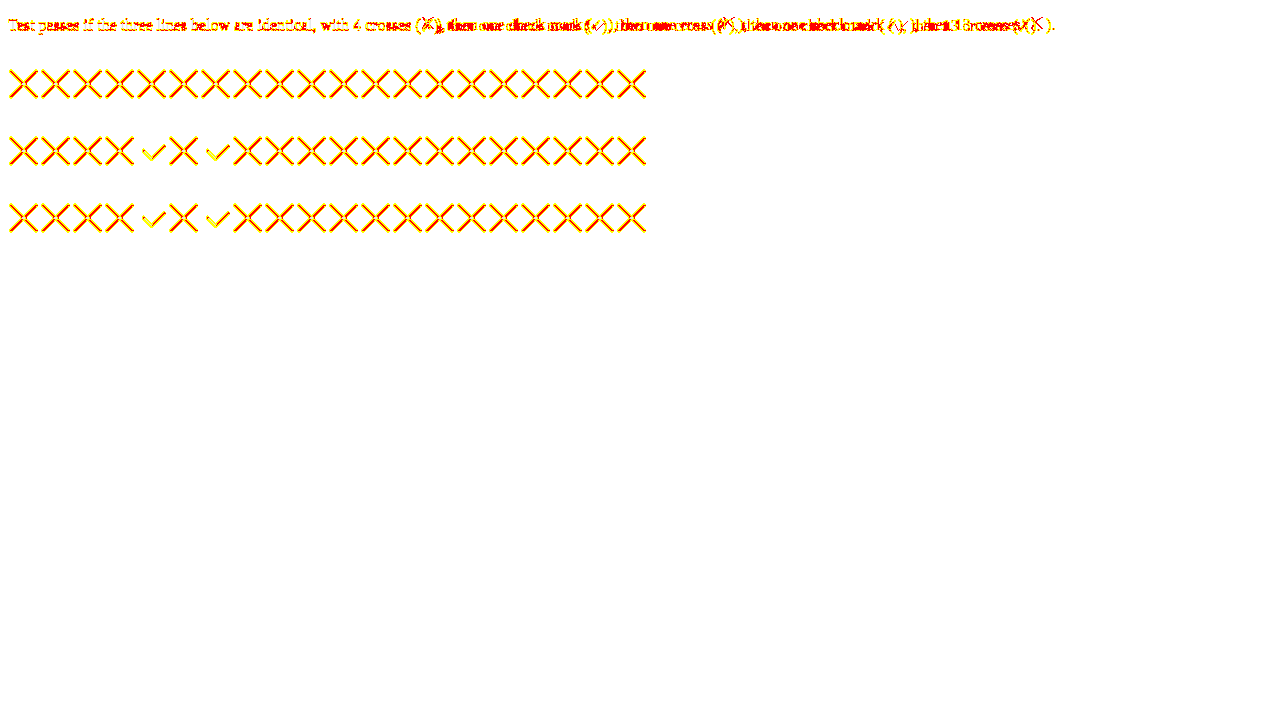 Test passes if the three lines below are identical, with 4 crosses (✕), then one check mark (✓), then one cross (✕), then one check mark (✓), then 13 crosses (✕).
✕✕✕✕✕✕✕✕✕✕✕✕✕✕✕✕✕✕✕✕
✕✕✕✕✓✕✓✕✕✕✕✕✕✕✕✕✕✕✕✕
✕✕✕✕✓✕✓✕✕✕✕✕✕✕✕✕✕✕✕✕